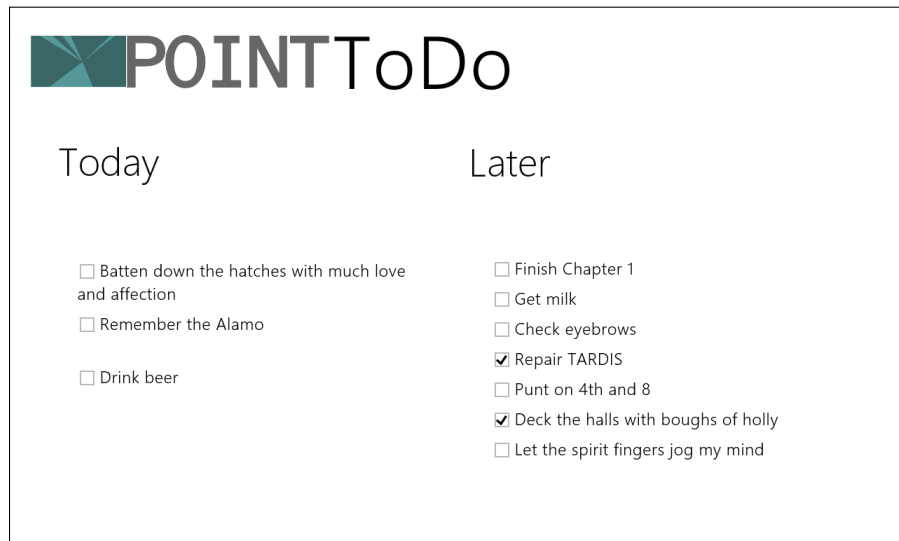 POINT ToDo
Today
Batten down the hatches with much love
and affection
Remember the Alamo
Drink beer
Later
Finish Chapter 1
Get milk
Check eyebrows
Repair TARDIS
Punt on 4th and 8
Deck the halls with boughs of holly
Let the spirit fingers jog my mind